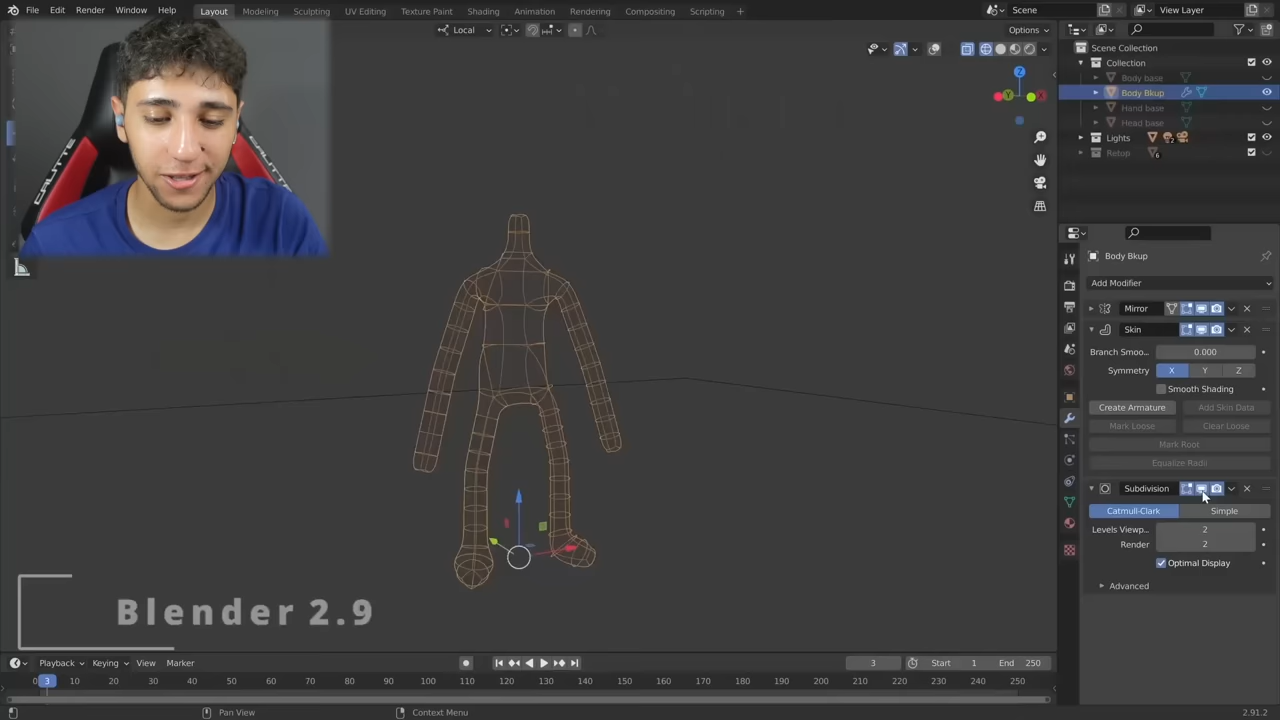 File Edit Render Window Help Layout Modeling Sculpting UV Editing Texture Paint Shading Animation Rendering Compositing Scripting + Scene View Layer
Local Options
Scene Collection
Collection
Body base
Body Bkup
Hand base
Head base
Lights 2
Retop 6
Z
Y X
Body Bkup
Add Modifier
Mirror
Skin
Branch Smoo... 0.000
Symmetry X Y Z
Smooth Shading
Create Armature Add Skin Data
Mark Loose Clear Loose
Mark Root
Equalize Radii
Subdivision
Catmull-Clark Simple
Levels Viewp... 2
Render 2
Optimal Display
Advanced
Blender 2.9
Playback Keying View Marker 3 Start 1 End 250
0 3 10 20 30 40 50 60 70 80 90 100 110 120 130 140 150 160 170 180 190 200 210 220 230 240 250
Pan View Context Menu 2.91.2